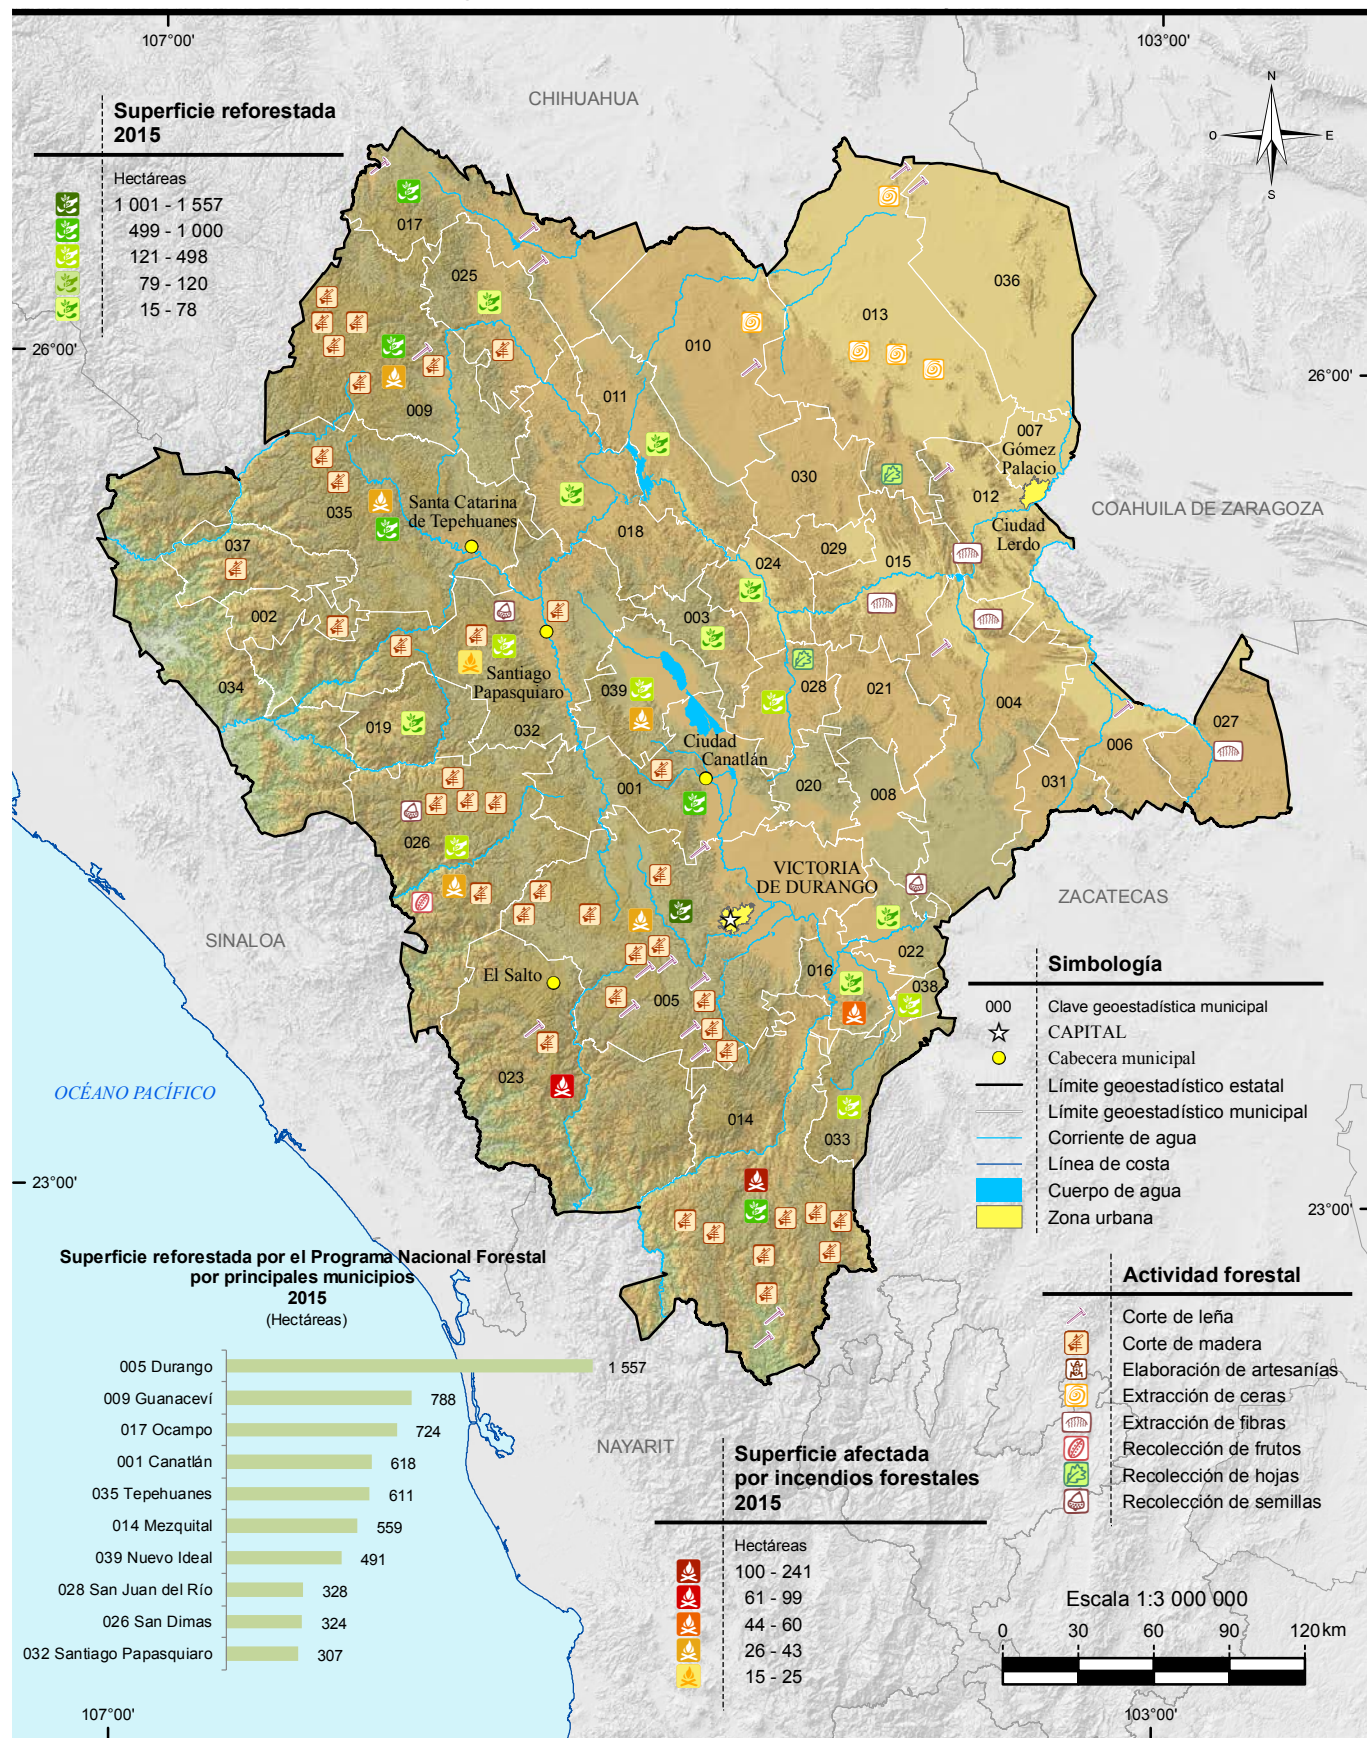 107°00'
103°00'
CHIHUAHUA
N
O
E
S
Superficie reforestada
2015
Hectáreas
1 001 - 1 557
499 - 1 000
121 - 498
79 - 120
15 - 78
26°00'
26°00'
017
025
036
013
010
011
009
007
Gómez
Palacio
030
012
COAHUILA DE ZARAGOZA
Santa Catarina
de Tepehuanes
035
018
Ciudad
Lerdo
037
029
024
015
002
003
Santiago
Papasquiaro
034
039
028
021
004
019
032
027
006
Ciudad
Canatlán
031
001
020
008
026
VICTORIA
DE DURANGO
ZACATECAS
SINALOA
022
El Salto
016
038
005
023
014
033
OCÉANO PACÍFICO
Simbología
000 Clave geoestadística municipal
CAPITAL
Cabecera municipal
Límite geoestadístico estatal
Límite geoestadístico municipal
Corriente de agua
Línea de costa
Cuerpo de agua
Zona urbana
23°00'
23°00'
Actividad forestal
Corte de leña
Corte de madera
Elaboración de artesanías
Extracción de ceras
Extracción de fibras
Recolección de frutos
Recolección de hojas
Recolección de semillas
Superficie reforestada por el Programa Nacional Forestal
por principales municipios
2015
(Hectáreas)
005 Durango 1 557
009 Guanaceví 788
017 Ocampo 724
001 Canatlán 618
035 Tepehuanes 611
014 Mezquital 559
039 Nuevo Ideal 491
028 San Juan del Río 328
026 San Dimas 324
032 Santiago Papasquiaro 307
NAYARIT
Superficie afectada
por incendios forestales
2015
Hectáreas
100 - 241
61 - 99
44 - 60
26 - 43
15 - 25
Escala 1:3 000 000
0 30 60 90 120 km
107°00'
103°00'